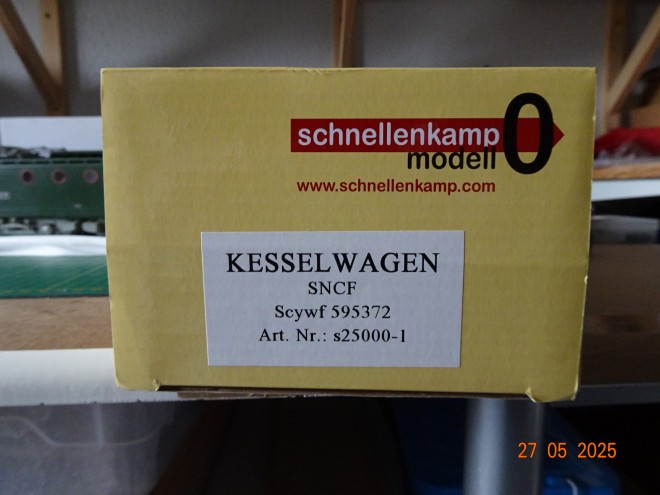 schnellenkamp
modell 0
www.schnellenkamp.com
KESSELWAGEN
SNCF
Scywf 595372
Art. Nr.: s25000-1
27 05 2025